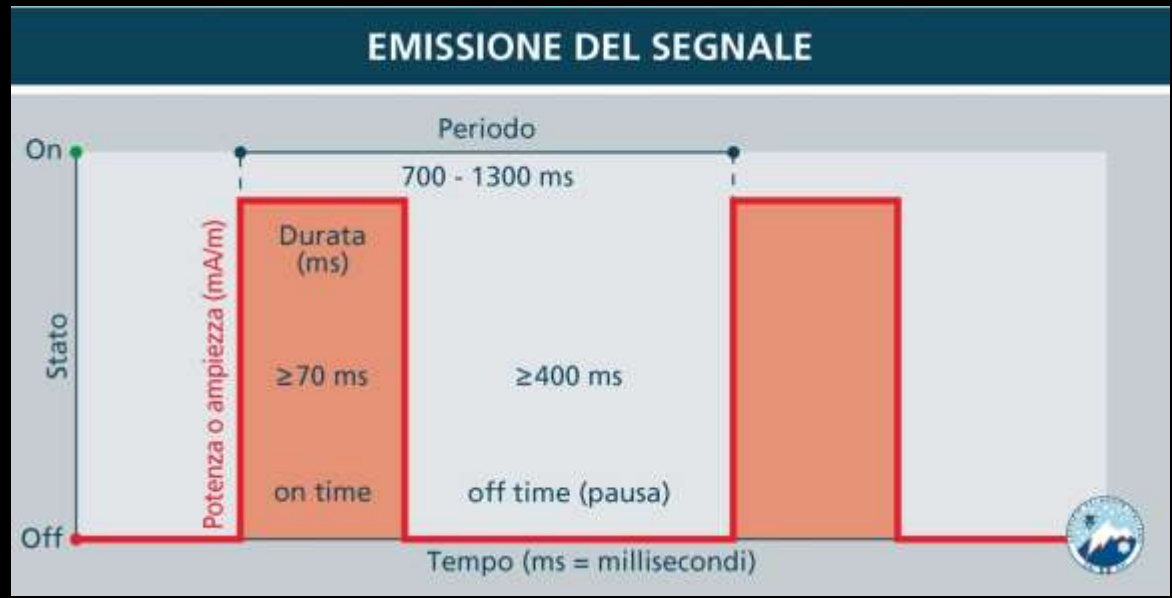 EMISSIONE DEL SEGNALE
Periodo
On
700 - 1300 ms
Durata
(ms)
Potenza o ampiezza (mA/m)
Stato
≥70 ms
≥400 ms
on time
off time (pausa)
Off
Tempo (ms = millisecondi)